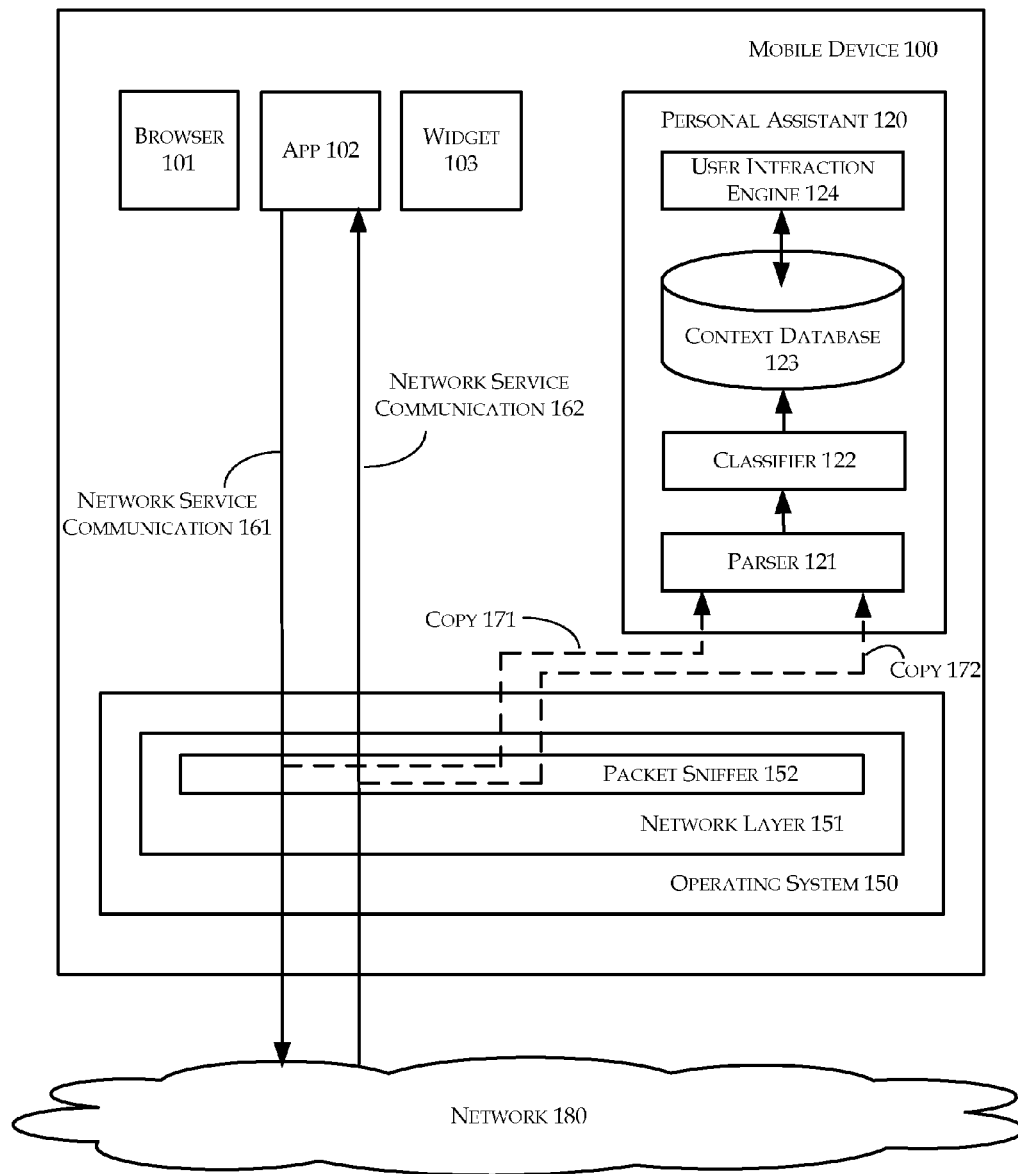 Mobile Device 100
Browser
101
App 102
Widget
103
Personal Assistant 120
User Interaction
Engine 124
Context Database
123
Classifier 122
Parser 121
Network Service
Communication 162
Network Service
Communication 161
Copy 171
Copy 172
Packet Sniffer 152
Network Layer 151
Operating System 150
Network 180